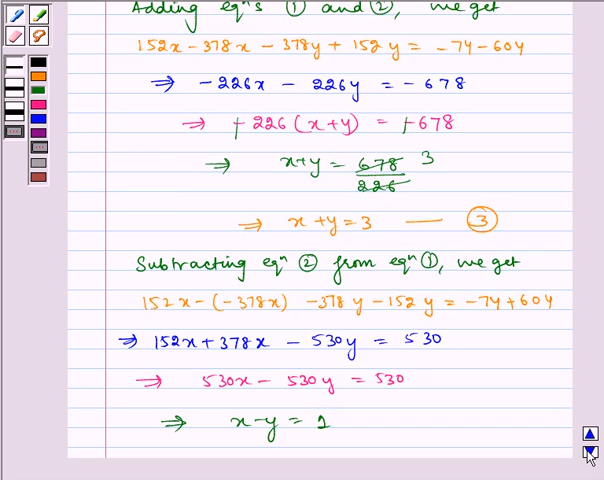 Adding eqⁿs ① and ②, we get
152x - 378x - 378y + 152y = -74 - 604
⇒ -226x - 226y = -678
⇒ -226(x+y) = -678
⇒ x+y = 678/226 3
⇒ x+y = 3 —— ③
Subtracting eqⁿ ② from eqⁿ ①, we get
152x - (-378x) - 378y - 152y = -74 + 604
⇒ 152x + 378x - 530y = 530
⇒ 530x - 530y = 530
⇒ x-y = 1